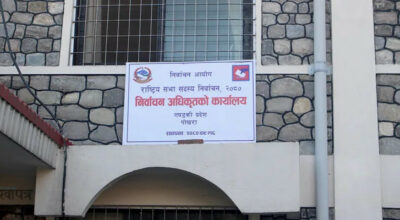 निर्वाचन आयोग
राष्ट्रिय सभा सदस्य निर्वाचन, २०८०
निर्वाचन अधिकृतको कार्यालय
गण्डकी प्रदेश
पोखरा